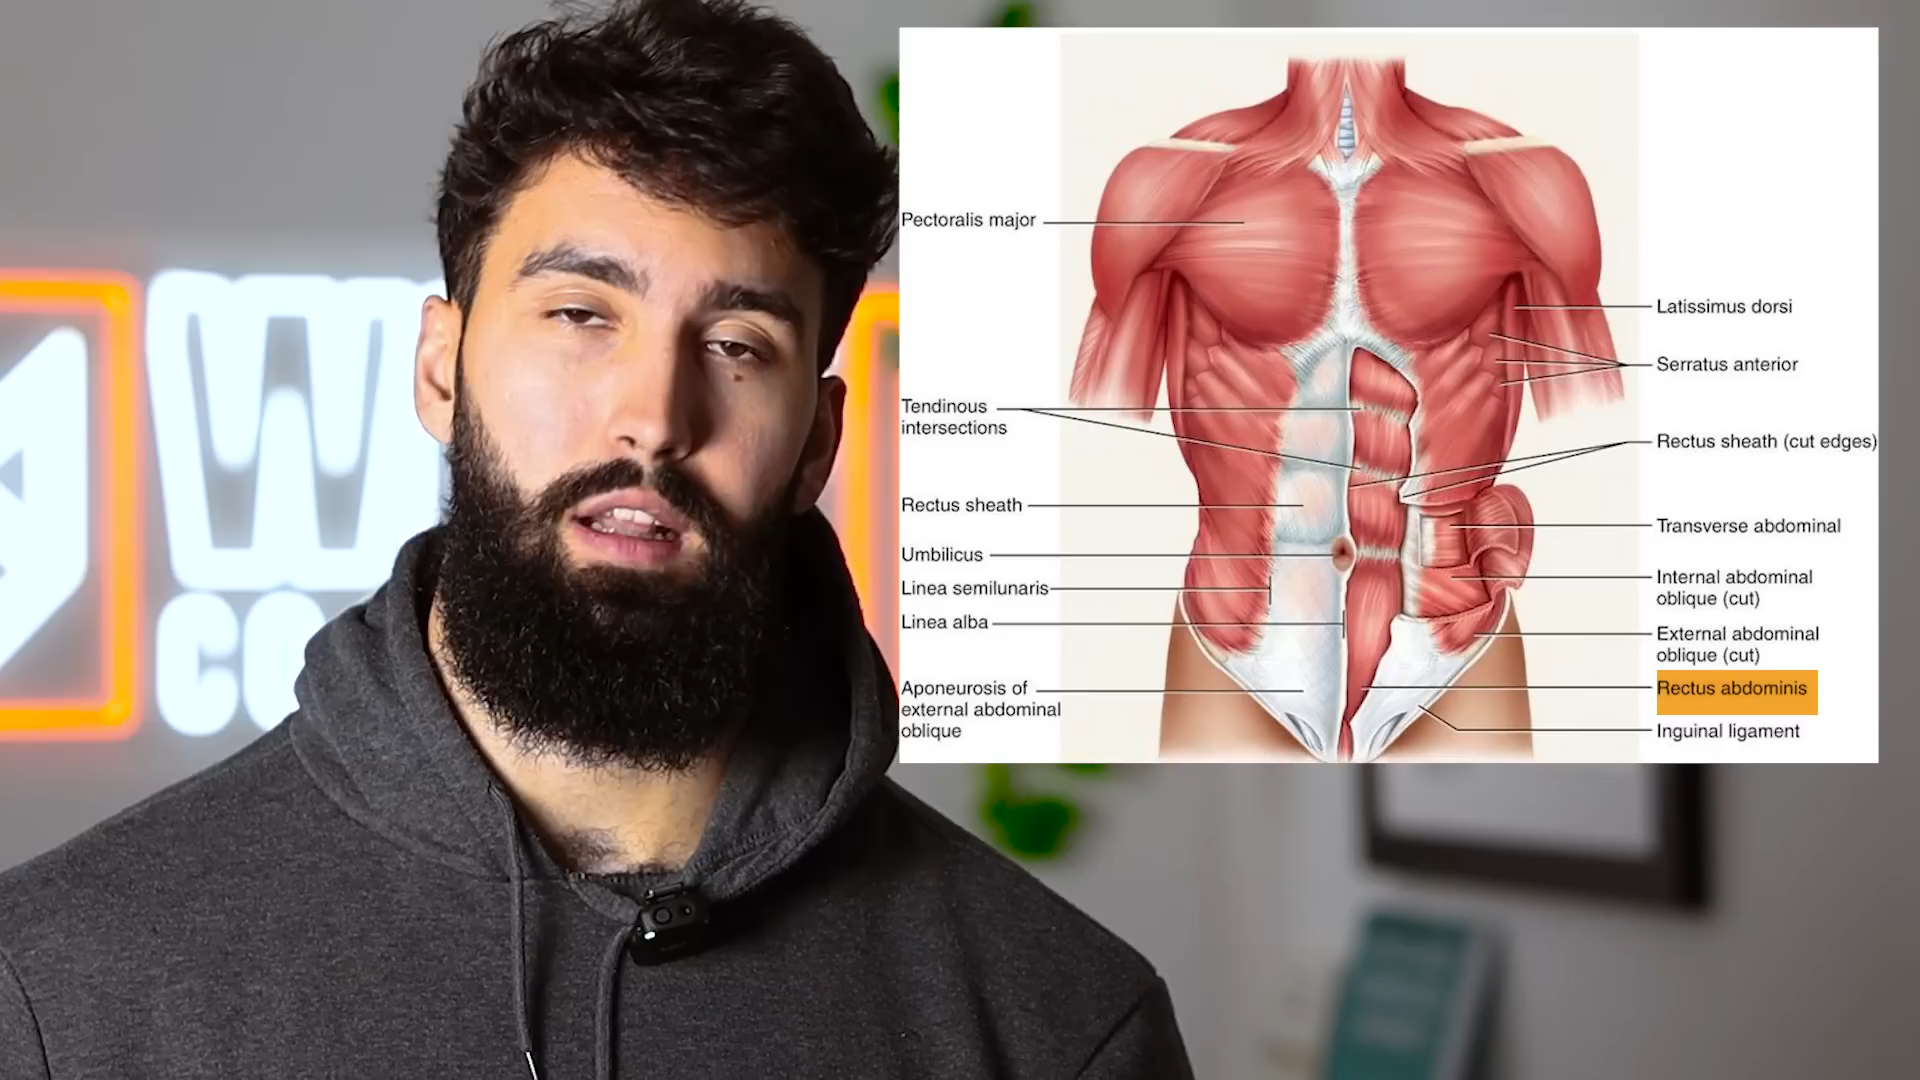 W
CO
Pectoralis major
Tendinous
intersections
Rectus sheath
Umbilicus
Linea semilunaris
Linea alba
Aponeurosis of
external abdominal
oblique
Latissimus dorsi
Serratus anterior
Rectus sheath (cut edges)
Transverse abdominal
Internal abdominal
oblique (cut)
External abdominal
oblique (cut)
Rectus abdominis
Inguinal ligament